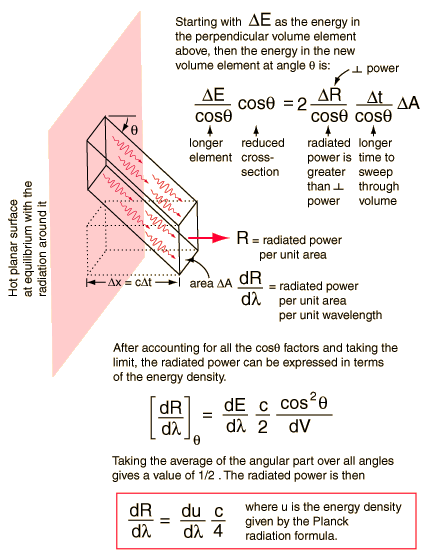 Starting with ΔE as the energy in
the perpendicular volume element
above, then the energy in the new
volume element at angle θ is:
⊥ power
ΔE/cosθ cosθ = 2 ΔR/cosθ Δt/cosθ ΔA
longer element
reduced cross-section
radiated power is greater than ⊥ power
longer time to sweep through volume
θ
Hot planar surface
at equilibrium with the
radiation around it
R = radiated power
per unit area
Δx = cΔt
area ΔA
dR/dλ = radiated power
per unit area
per unit wavelength
After accounting for all the cosθ factors and taking the
limit, the radiated power can be expressed in terms
of the energy density.
[dR/dλ]θ = dE/dλ c/2 cos²θ/dV
Taking the average of the angular part over all angles
gives a value of 1/2 . The radiated power is then
dR/dλ = du/dλ c/4
where u is the energy density
given by the Planck
radiation formula.